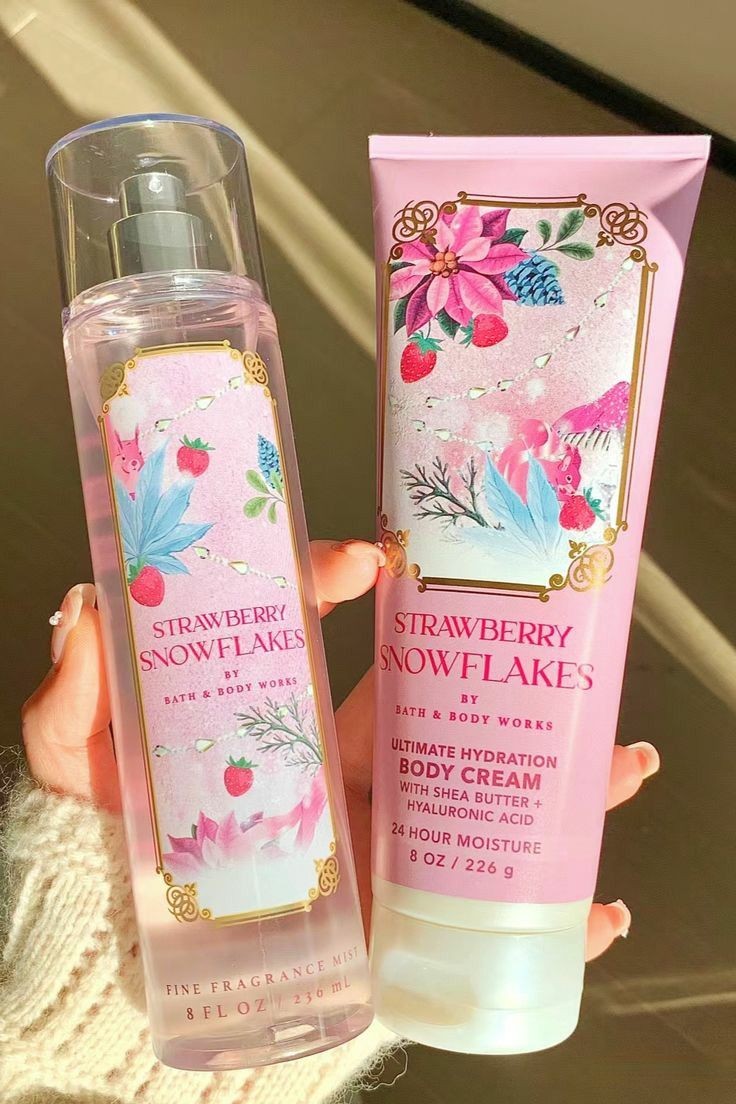 STRAWBERRY
SNOWFLAKES
BY
BATH & BODY WORKS
FINE FRAGRANCE MIST
8 FL OZ / 236 mL
STRAWBERRY
SNOWFLAKES
BY
BATH & BODY WORKS
ULTIMATE HYDRATION
BODY CREAM
WITH SHEA BUTTER +
HYALURONIC ACID
24 HOUR MOISTURE
8 OZ / 226 g